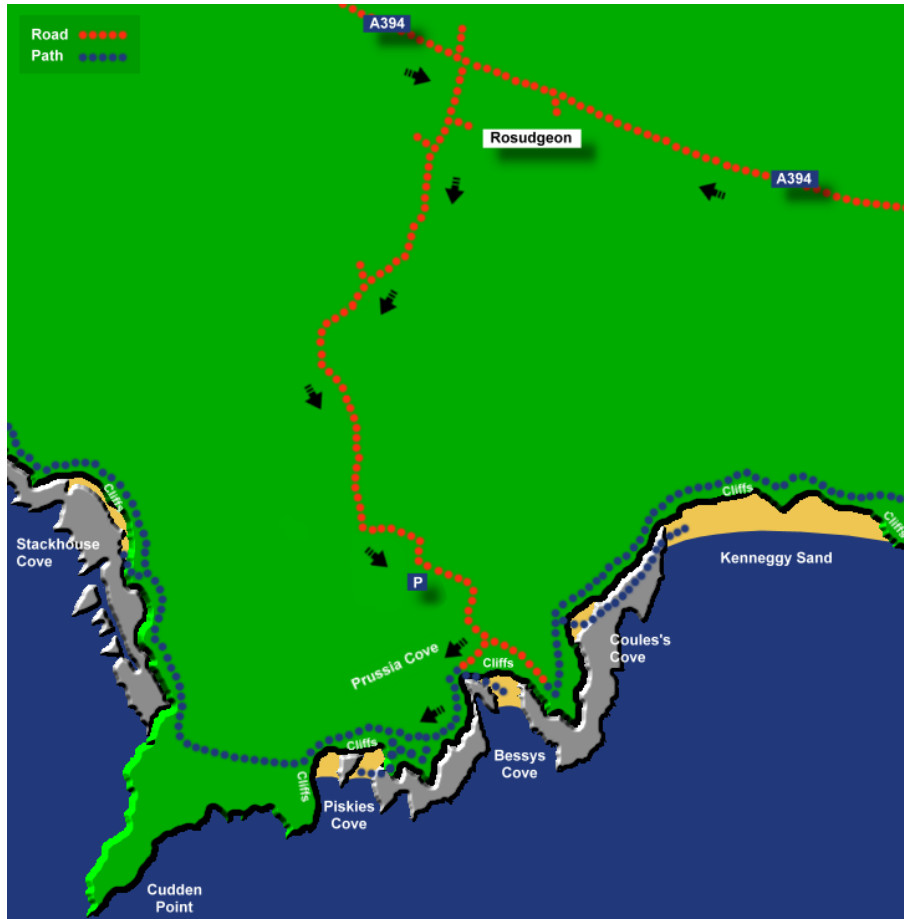 A394
Road
Path
Rosudgeon
A394
Cliffs
Cliffs
Cliffs
Stackhouse
Cove
Kenneggy Sand
P
Coules's
Cove
Prussia Cove
Cliffs
Cliffs
Cliffs
Bessys
Cove
Piskies
Cove
Cudden
Point